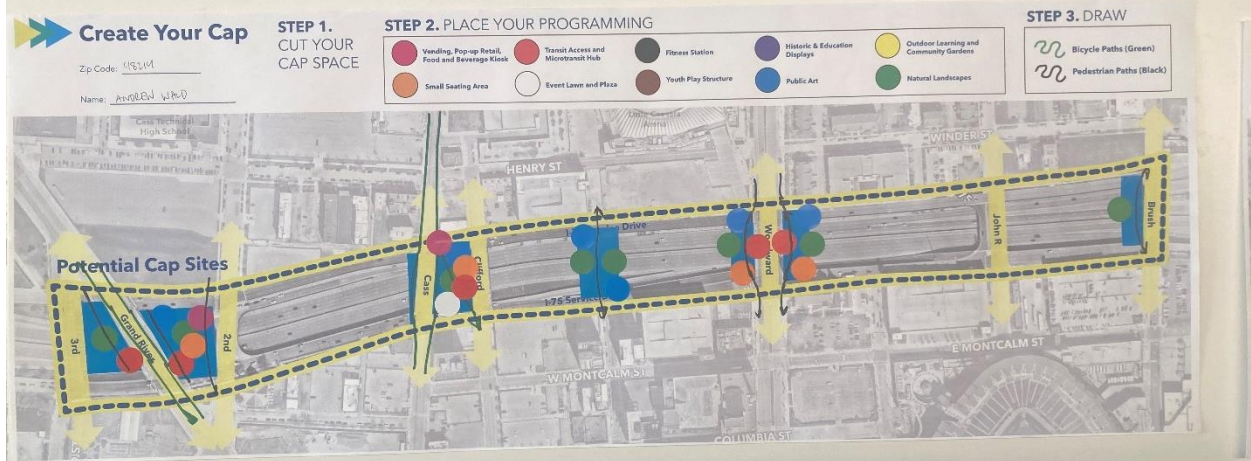 Create Your Cap
Zip Code: 48214
Name: ANDREW WALD
STEP 1.
CUT YOUR
CAP SPACE
STEP 2. PLACE YOUR PROGRAMMING
Vending, Pop-up Retail,
Food and Beverage Kiosk
Transit Access and
Microtransit Hub
Fitness Station
Historic & Education
Displays
Outdoor Learning and
Community Gardens
Small Seating Area
Event Lawn and Plaza
Youth Play Structure
Public Art
Natural Landscapes
STEP 3. DRAW
Bicycle Paths (Green)
Pedestrian Paths (Black)
Cass Technical
High School
HENRY ST
WINDER ST
Drive
Potential Cap Sites
3rd
Grand River
2nd
Cass
Clifford
I-75 Service
Woodward
John R
Brush
W MONTCALM ST
E MONTCALM ST
COLUMBIA ST